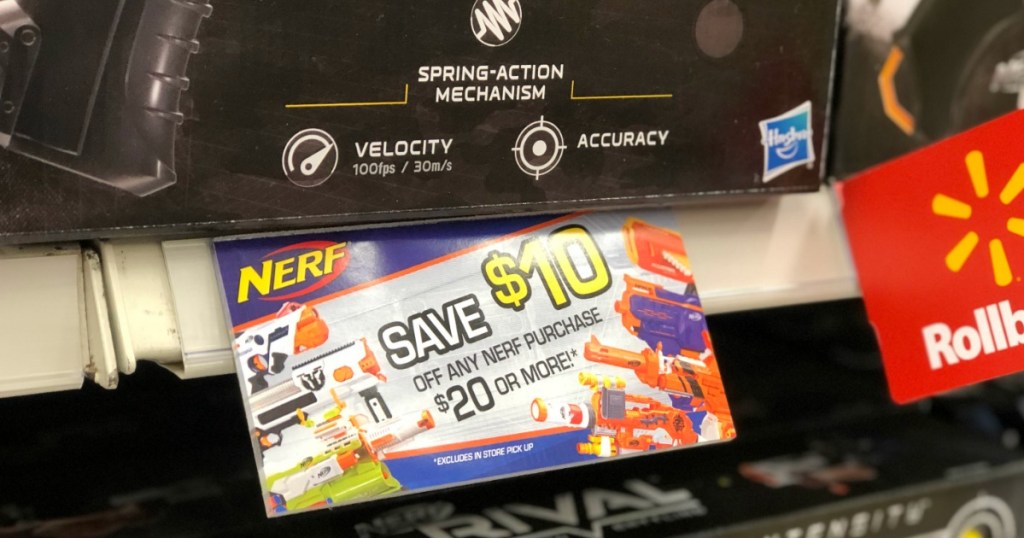 SPRING-ACTION
MECHANISM
VELOCITY
100fps / 30m/s
ACCURACY
Hasbro
NERF
SAVE $10
OFF ANY NERF PURCHASE
$20 OR MORE!*
*EXCLUDES IN STORE PICK UP
Rollb
NERF
RIVAL